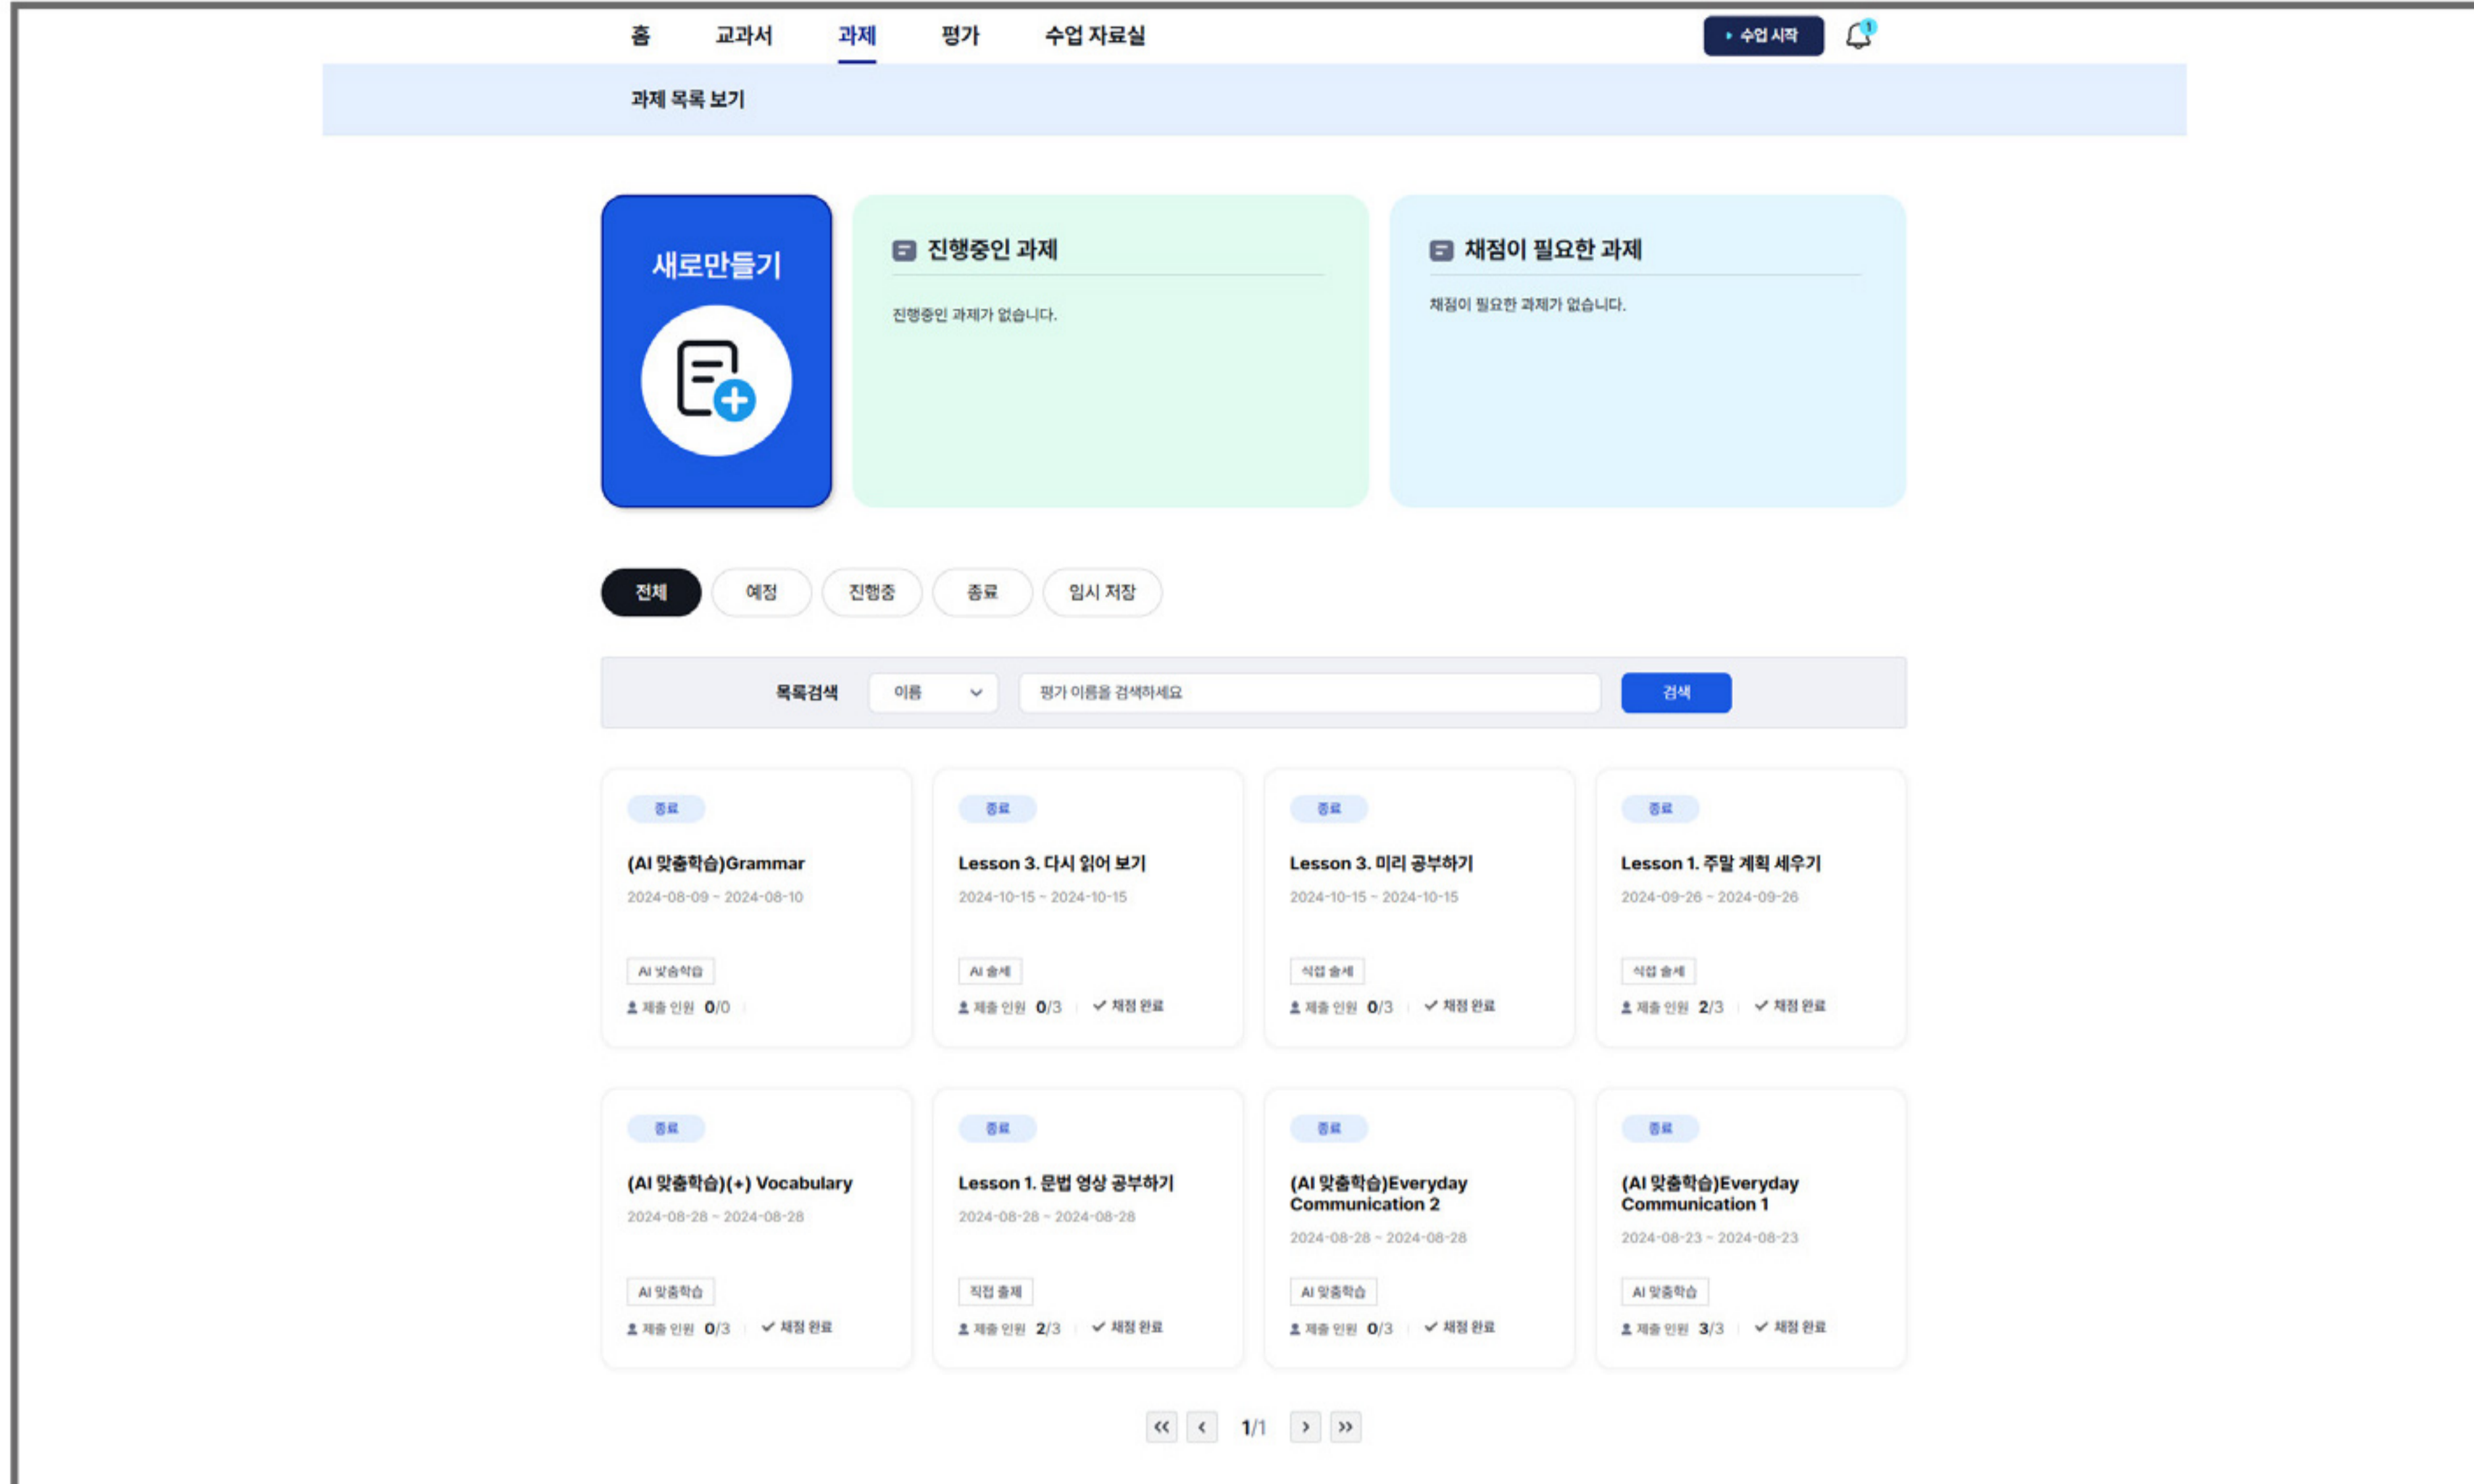 홈 교과서 과제 평가 수업 자료실 수업 시작 1
과제 목록 보기
새로만들기
진행중인 과제
진행중인 과제가 없습니다.
채점이 필요한 과제
채점이 필요한 과제가 없습니다.
전체 예정 진행중 종료 임시 저장
목록검색 이름 평가 이름을 검색하세요 검색
종료
(AI 맞춤학습)Grammar
2024-08-09 ~ 2024-08-10
AI 맞춤학습
제출 인원 0/0
종료
Lesson 3. 다시 읽어 보기
2024-10-15 ~ 2024-10-15
AI 출제
제출 인원 0/3 채점 완료
종료
Lesson 3. 미리 공부하기
2024-10-15 ~ 2024-10-15
직접 출제
제출 인원 0/3 채점 완료
종료
Lesson 1. 주말 계획 세우기
2024-09-26 ~ 2024-09-26
직접 출제
제출 인원 2/3 채점 완료
종료
(AI 맞춤학습)(+) Vocabulary
2024-08-28 ~ 2024-08-28
AI 맞춤학습
제출 인원 0/3 채점 완료
종료
Lesson 1. 문법 영상 공부하기
2024-08-28 ~ 2024-08-28
직접 출제
제출 인원 2/3 채점 완료
종료
(AI 맞춤학습)Everyday
Communication 2
2024-08-28 ~ 2024-08-28
AI 맞춤학습
제출 인원 0/3 채점 완료
종료
(AI 맞춤학습)Everyday
Communication 1
2024-08-23 ~ 2024-08-23
AI 맞춤학습
제출 인원 3/3 채점 완료
1/1